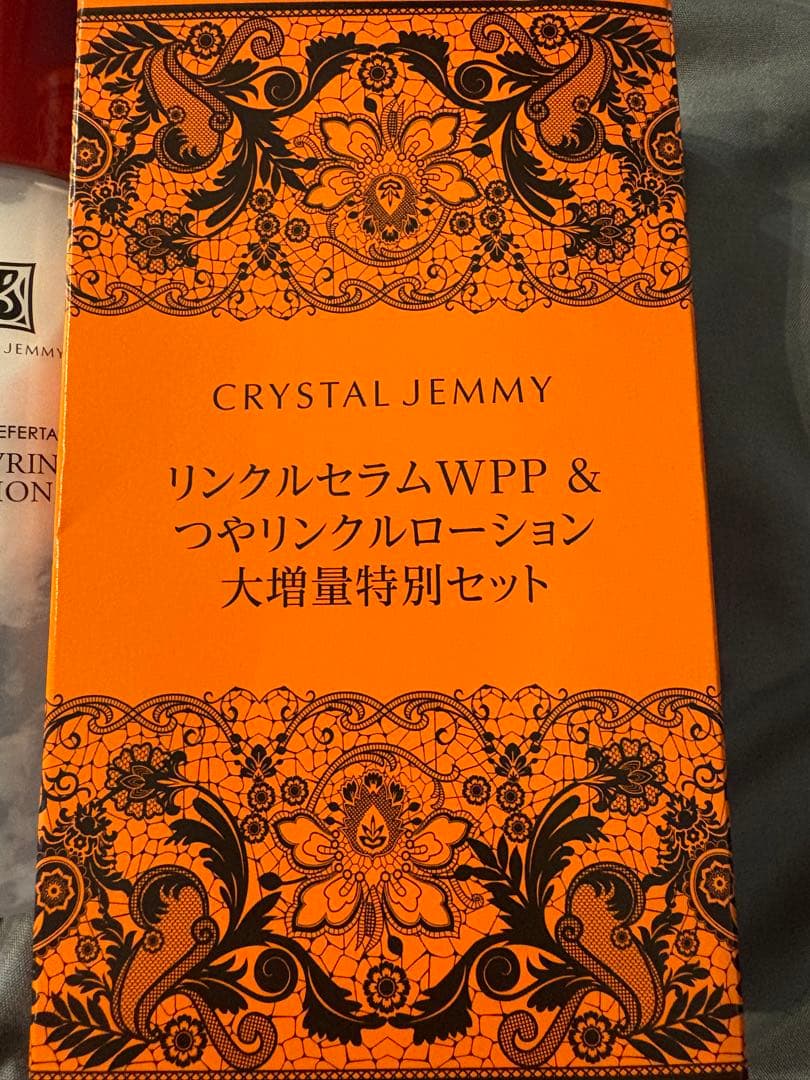 CRYSTAL JEMMY
リンクルセラムWPP &
つやリンクルローション
大増量特別セット
JEMMY